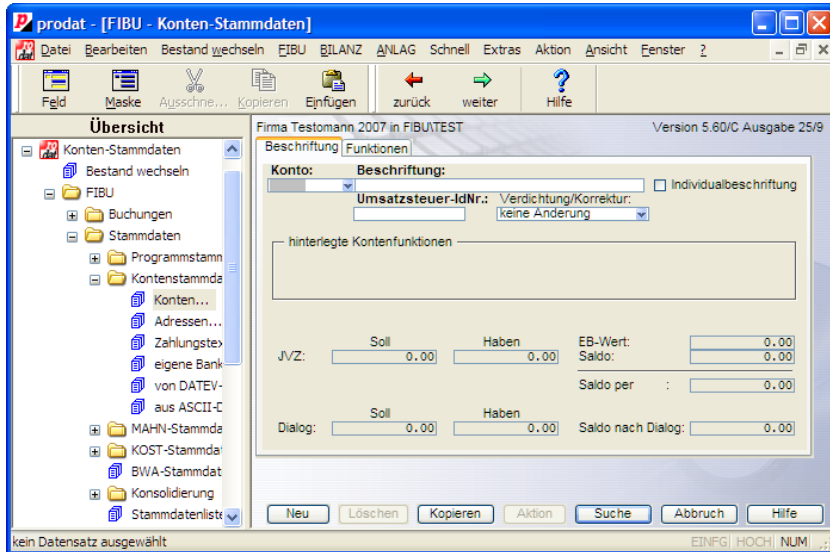 prodat - [FIBU - Konten-Stammdaten]
Datei Bearbeiten Bestand wechseln FIBU BILANZ ANLAG Schnell Extras Aktion Ansicht Fenster ?
Feld Maske Ausschne... Kopieren Einfügen zurück weiter Hilfe
Übersicht
Konten-Stammdaten
Bestand wechseln
FIBU
Buchungen
Stammdaten
Programmstamm
Kontenstammda
Konten...
Adressen...
Zahlungstex
eigene Bank
von DATEV-
aus ASCII-D
MAHN-Stammda
KOST-Stammdat
BWA-Stammdat
Konsolidierung
Stammdatenliste
Firma Testomann 2007 in FIBU\TEST Version 5.60/C Ausgabe 25/9
Beschriftung Funktionen
Konto: Beschriftung:
Individualbeschriftung
Umsatzsteuer-IdNr.: Verdichtung/Korrektur:
keine Änderung
hinterlegte Kontenfunktionen
Soll Haben EB-Wert: 0.00
JVZ: 0.00 0.00 Saldo: 0.00
Saldo per : 0.00
Soll Haben
Dialog: 0.00 0.00 Saldo nach Dialog: 0.00
Neu Löschen Kopieren Aktion Suche Abbruch Hilfe
kein Datensatz ausgewählt EINFG HOCH NUM